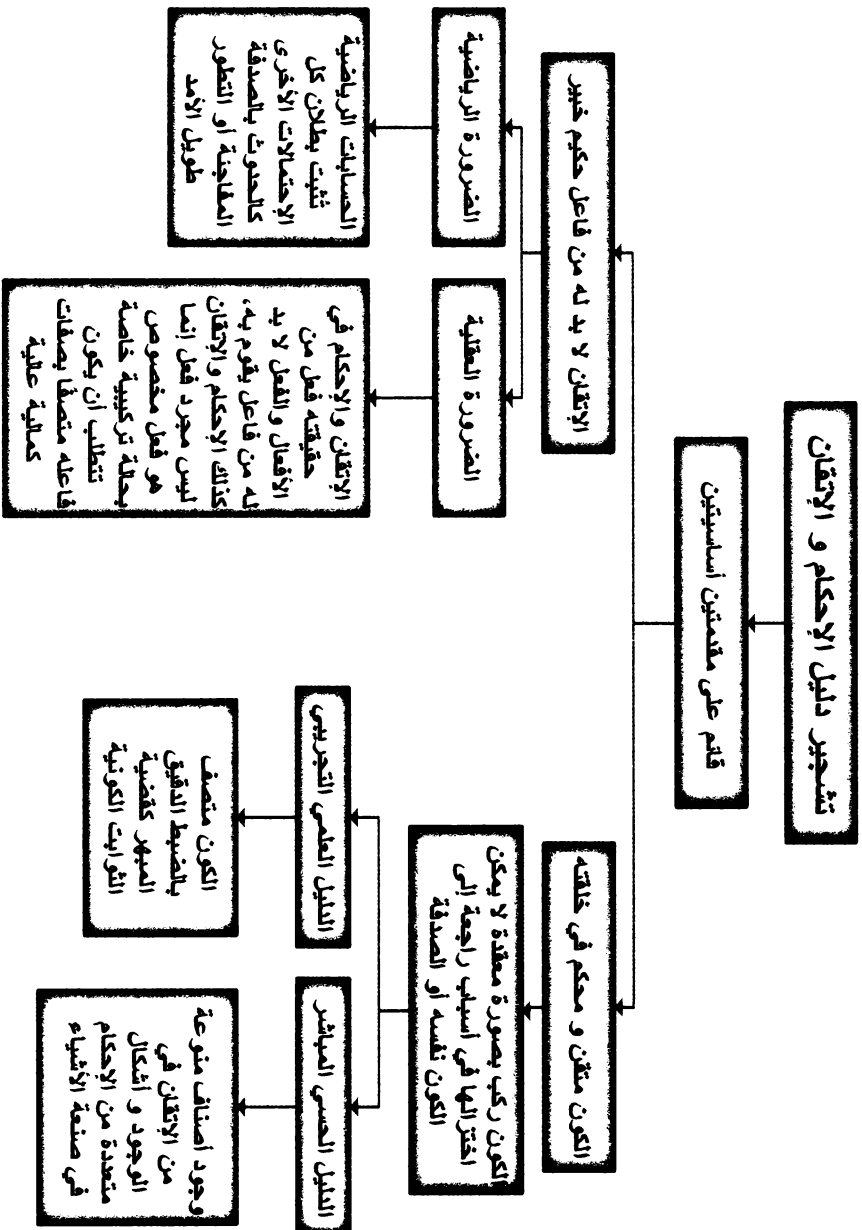 تشجير دليل الإحكام و الإتقان
قائم على مقدمتين أساسيتين
الكون متقن و محكم في خلقته
الكون ركب بصورة معقدة لا يمكن
اختزالها في أسباب راجعة إلى
الكون نفسه أو الصدفة
الدليل الحسي المباشر
وجود أصناف منوعة
من الإتقان في
الوجود و أشكال
متعددة من الإحكام
في صنعة الأشياء
الدليل العلمي التجريبي
الكون متصف
بالضبط الدقيق
المبهر كقضية
الثوابت الكونية
الإتقان لا بد له من فاعل حكيم خبير
الضرورة العقلية
الإتقان والإحكام في
حقيقته فعل من
الأفعال والفعل لا بد
له من فاعل يقوم به،
كذلك الإحكام والإتقان
ليس مجرد فعل إنما
هو فعل مخصوص
بحالة تركيبية خاصة
تتطلب أن يكون
فاعله متصفا بصفات
كمالية عالية
الضرورة الرياضية
الحسابات الرياضية
تثبت بطلان كل
الإحتمالات الأخرى
كالحدوث بالصدفة
المفاجئة أو التطور
طويل الأمد